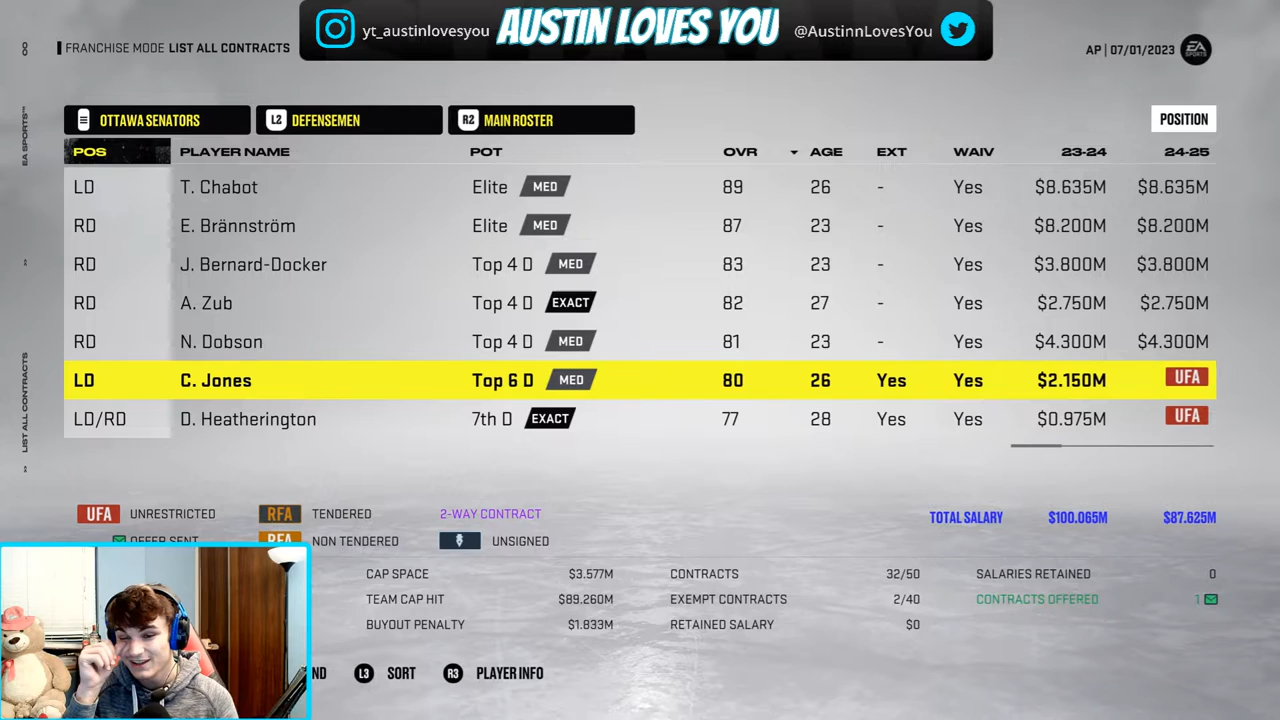 AUSTIN LOVES YOU
yt_austinlovesyou
@AustinnLovesYou
FRANCHISE MODE LIST ALL CONTRACTS
AP | 07/01/2023
EA SPORTS
EA SPORTS™
OTTAWA SENATORS L2 DEFENSEMEN R2 MAIN ROSTER POSITION
POS PLAYER NAME POT OVR AGE EXT WAIV 23-24 24-25
LD T. Chabot Elite MED 89 26 - Yes $8.635M $8.635M
RD E. Brännström Elite MED 87 23 - Yes $8.200M $8.200M
RD J. Bernard-Docker Top 4 D MED 83 23 - Yes $3.800M $3.800M
RD A. Zub Top 4 D EXACT 82 27 - Yes $2.750M $2.750M
RD N. Dobson Top 4 D MED 81 23 - Yes $4.300M $4.300M
LD C. Jones Top 6 D MED 80 26 Yes Yes $2.150M UFA
LD/RD D. Heatherington 7th D EXACT 77 28 Yes Yes $0.975M UFA
LIST ALL CONTRACTS
UFA UNRESTRICTED RFA TENDERED 2-WAY CONTRACT TOTAL SALARY $100.065M $87.625M
OFFER SENT RFA NON TENDERED UNSIGNED
CAP SPACE $3.577M CONTRACTS 32/50 SALARIES RETAINED 0
TEAM CAP HIT $89.260M EXEMPT CONTRACTS 2/40 CONTRACTS OFFERED 1
BUYOUT PENALTY $1.833M RETAINED SALARY $0
ND L3 SORT R3 PLAYER INFO